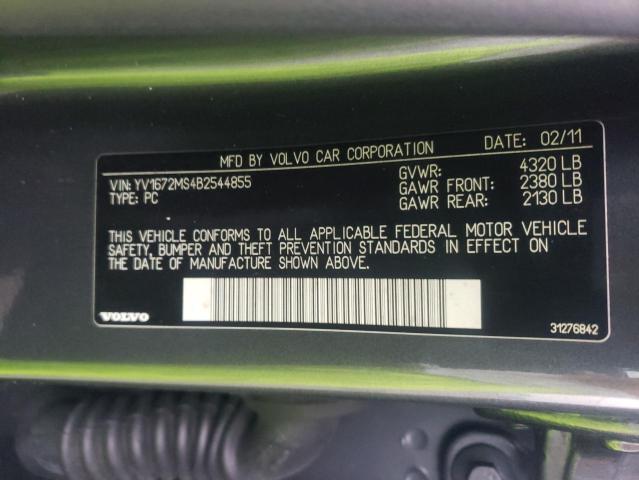 MFD BY VOLVO CAR CORPORATION DATE: 02/11
VIN: YV1672MS4B2544855
TYPE: PC
GVWR: 4320 LB
GAWR FRONT: 2380 LB
GAWR REAR: 2130 LB
THIS VEHICLE CONFORMS TO ALL APPLICABLE FEDERAL MOTOR VEHICLE
SAFETY, BUMPER AND THEFT PREVENTION STANDARDS IN EFFECT ON
THE DATE OF MANUFACTURE SHOWN ABOVE.
VOLVO
31276842